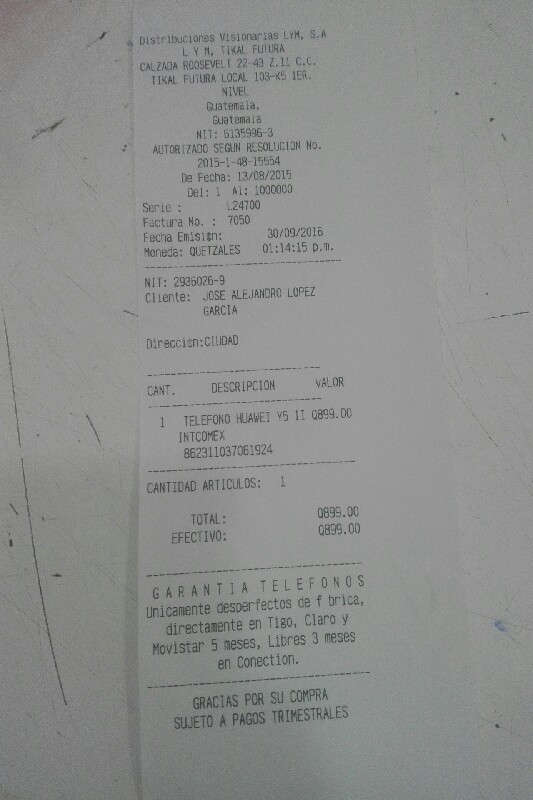 Distribuciones Visionarias LYM, S.A
L Y M, TIKAL FUTURA
CALZADA ROOSEVELT 22-43 Z.11 C.C.
TIKAL FUTURA LOCAL 103-K5 1ER.
NIVEL
Guatemala,
Guatemala
NIT: 6135996-3
AUTORIZADO SEGUN RESOLUCION No.
2015-1-48-15554
De Fecha: 13/08/2015
Del: 1 Al: 1000000
Serie : L24700
Factura No. : 7050
Fecha Emision: 30/09/2016
Moneda: QUETZALES 01:14:15 p.m.
NIT: 2936026-9
Cliente: JOSE ALEJANDRO LOPEZ
GARCIA
Direccion:CIUDAD
CANT. DESCRIPCION VALOR
1 TELEFONO HUAWEI Y5 II Q899.00
INTCOMEX
862311037061924
CANTIDAD ARTICULOS: 1
TOTAL: Q899.00
EFECTIVO: Q899.00
G A R A N T I A T E L E F O N O S
Unicamente desperfectos de f brica,
directamente en Tigo, Claro y
Movistar 5 meses, Libres 3 meses
en Conection.
GRACIAS POR SU COMPRA
SUJETO A PAGOS TRIMESTRALES